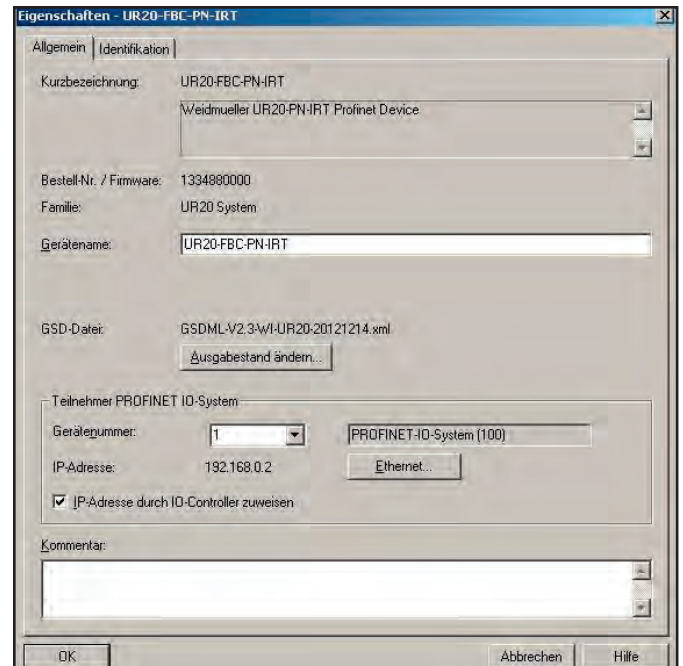 Eigenschaften - UR20-FBC-PN-IRT
Allgemein Identifikation
Kurzbezeichnung: UR20-FBC-PN-IRT
Weidmueller UR20-PN-IRT Profinet Device
Bestell-Nr. / Firmware: 1334880000
Familie: UR20 System
Gerätename: UR20-FBC-PN-IRT
GSD-Datei: GSDML-V2.3-WI-UR20-20121214.xml
Ausgabestand ändern...
Teilnehmer PROFINET IO-System
Gerätenummer: 1 PROFINET-IO-System (100)
IP-Adresse: 192.168.0.2 Ethernet...
IP-Adresse durch IO-Controller zuweisen
Kommentar:
OK Abbrechen Hilfe